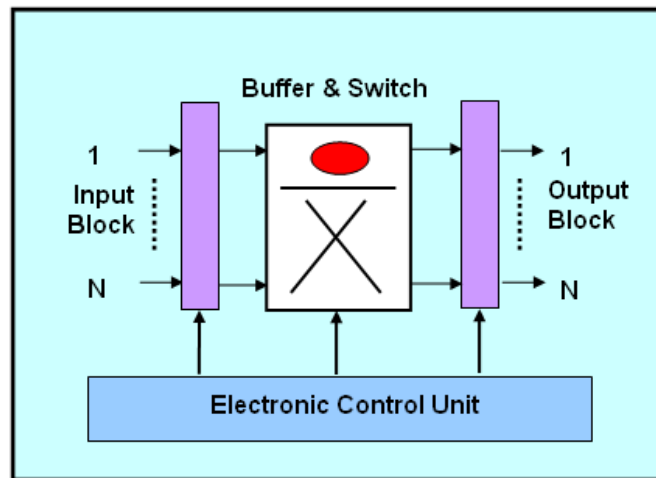 Buffer & Switch
1
Input
Block
N
1
Output
Block
N
Electronic Control Unit